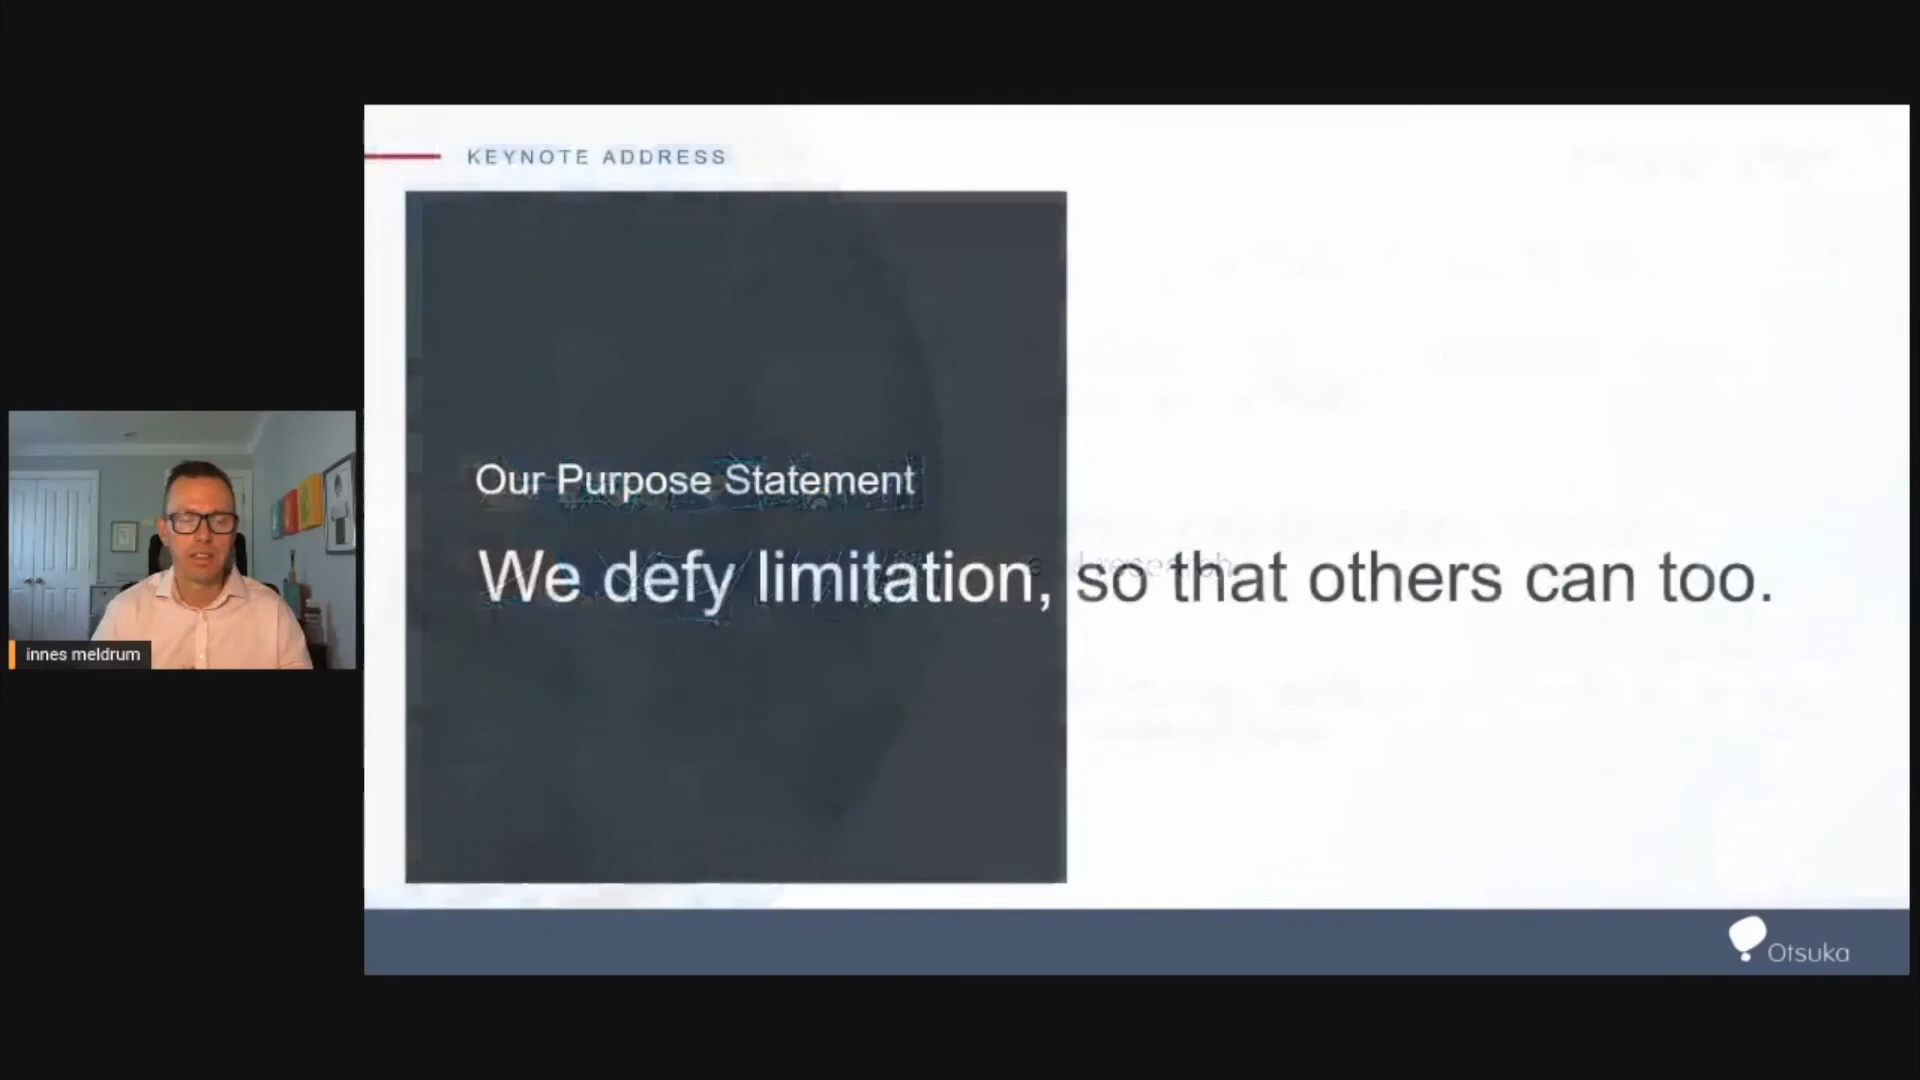 KEYNOTE ADDRESS
Our Purpose Statement
We defy limitation, so that others can too.
innes meldrum
Otsuka